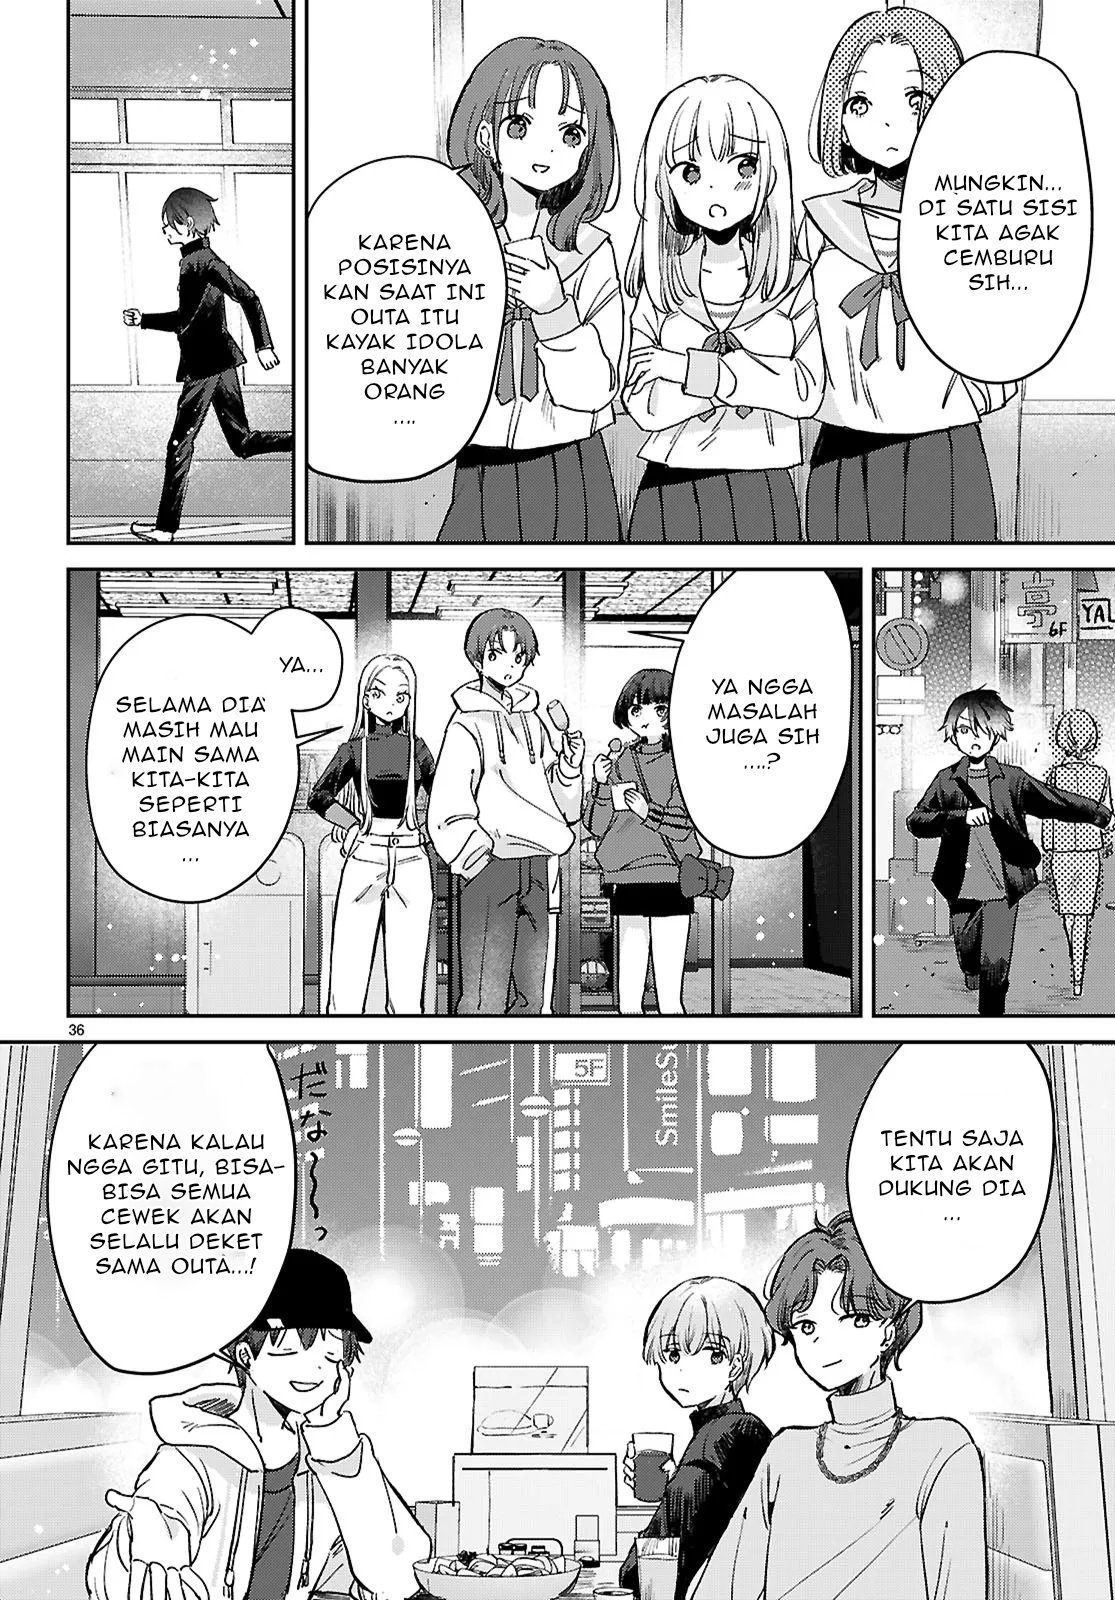 MUNGKIN...
DI SATU SISI
KITA AGAK
CEMBURU
SIH...
KARENA
POSISINYA
KAN SAAT INI
OUTA ITU
KAYAK IDOLA
BANYAK
ORANG
....
亭
6F
YAL
YA NGGA
MASALAH
JUGA SIH
....?
YA...
SELAMA DIA
MASIH MAU
MAIN SAMA
KITA-KITA
SEPERTI
BIASANYA
...
36
TENTU SAJA
KITA AKAN
DUKUNG DIA
...
5F
SmileSu
だな〜〜っ
KARENA KALAU
NGGA GITU, BISA-
BISA SEMUA
CEWEK AKAN
SELALU DEKET
SAMA OUTA...!